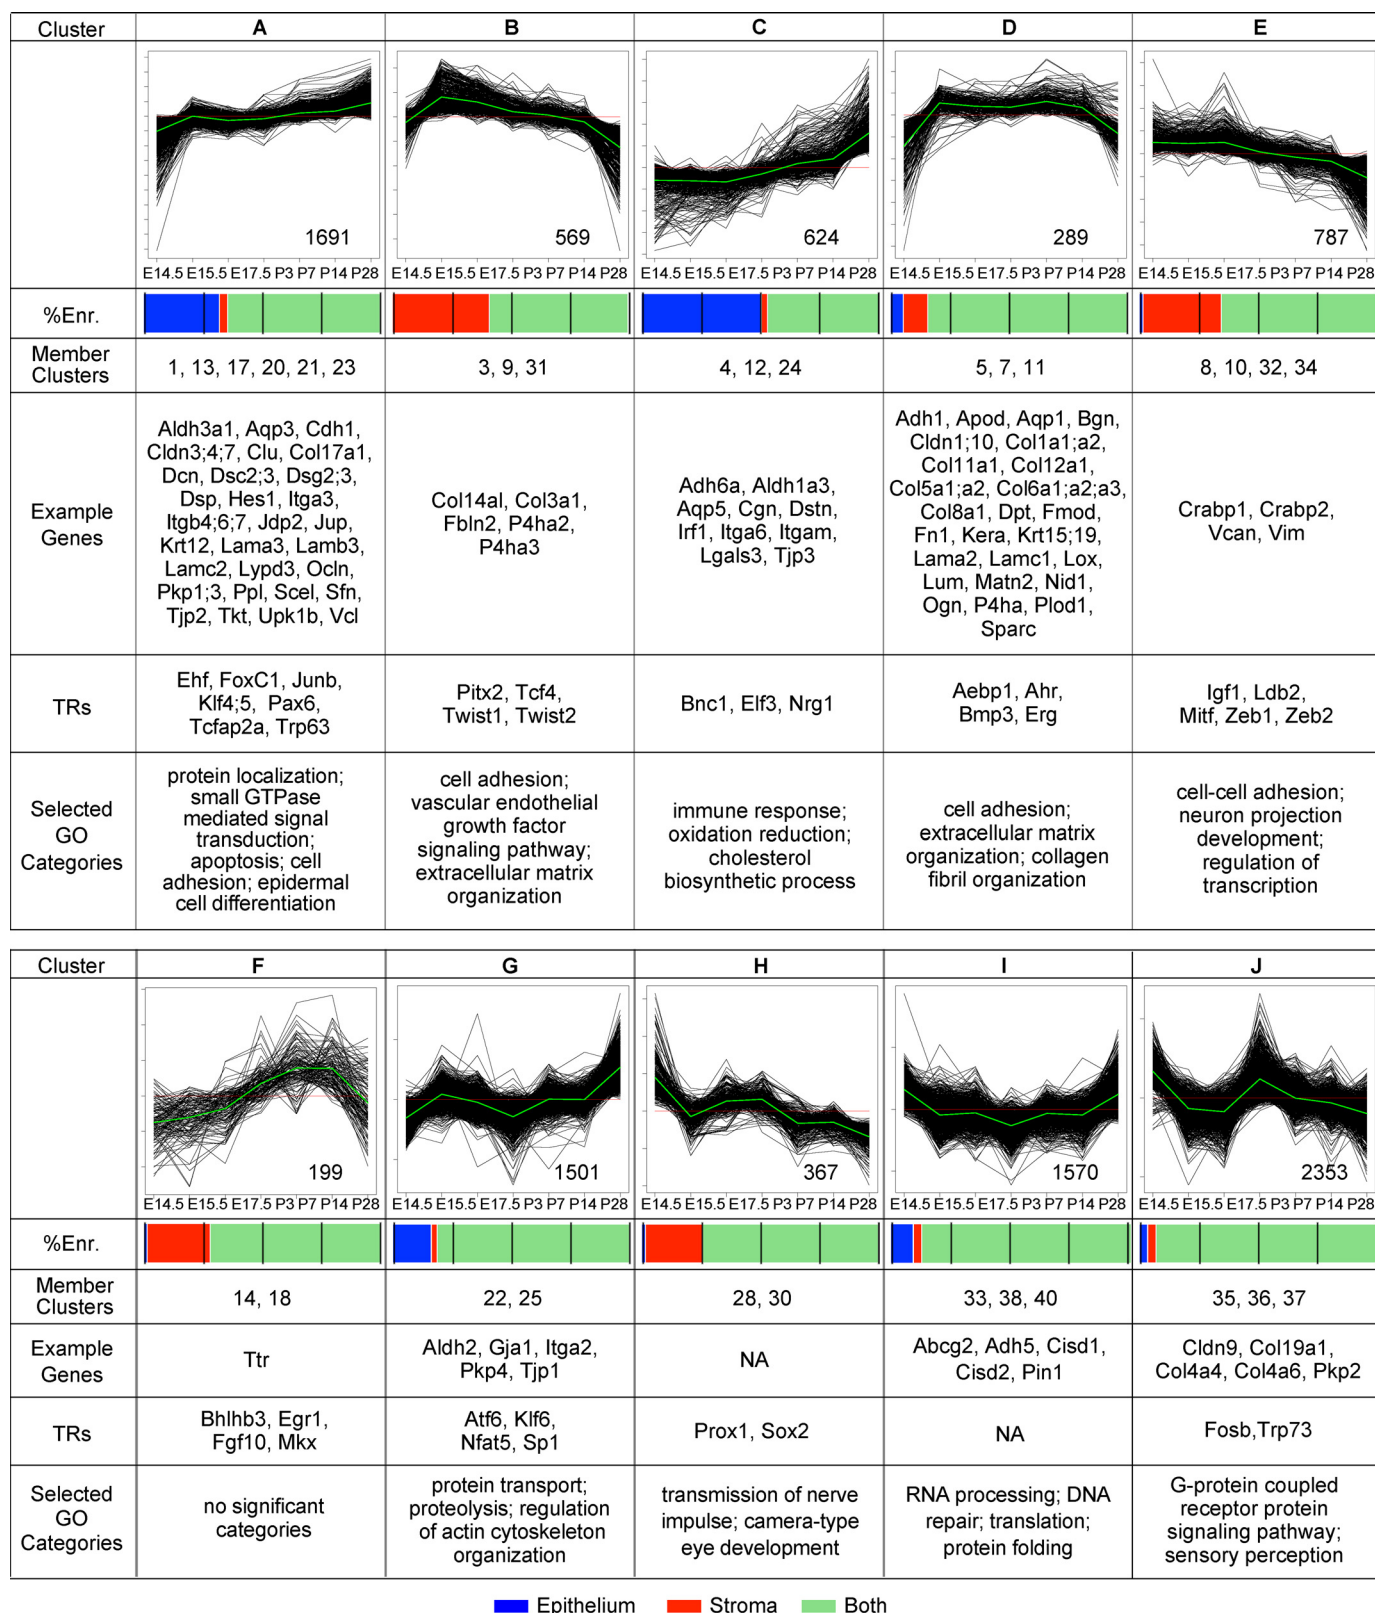 Cluster A B C D E
1691 569 624 289 787
E14.5 E15.5 E17.5 P3 P7 P14 P28 E14.5 E15.5 E17.5 P3 P7 P14 P28 E14.5 E15.5 E17.5 P3 P7 P14 P28 E14.5 E15.5 E17.5 P3 P7 P14 P28 E14.5 E15.5 E17.5 P3 P7 P14 P28
%Enr.
Member
Clusters
1, 13, 17, 20, 21, 23
3, 9, 31
4, 12, 24
5, 7, 11
8, 10, 32, 34
Example
Genes
Aldh3a1, Aqp3, Cdh1,
Cldn3;4;7, Clu, Col17a1,
Dcn, Dsc2;3, Dsg2;3,
Dsp, Hes1, Itga3,
Itgb4;6;7, Jdp2, Jup,
Krt12, Lama3, Lamb3,
Lamc2, Lypd3, Ocln,
Pkp1;3, Ppl, Scel, Sfn,
Tjp2, Tkt, Upk1b, Vcl
Col14al, Col3a1,
Fbln2, P4ha2,
P4ha3
Adh6a, Aldh1a3,
Aqp5, Cgn, Dstn,
Irf1, Itga6, Itgam,
Lgals3, Tjp3
Adh1, Apod, Aqp1, Bgn,
Cldn1;10, Col1a1;a2,
Col11a1, Col12a1,
Col5a1;a2, Col6a1;a2;a3,
Col8a1, Dpt, Fmod,
Fn1, Kera, Krt15;19,
Lama2, Lamc1, Lox,
Lum, Matn2, Nid1,
Ogn, P4ha, Plod1,
Sparc
Crabp1, Crabp2,
Vcan, Vim
TRs
Ehf, FoxC1, Junb,
Klf4;5, Pax6,
Tcfap2a, Trp63
Pitx2, Tcf4,
Twist1, Twist2
Bnc1, Elf3, Nrg1
Aebp1, Ahr,
Bmp3, Erg
Igf1, Ldb2,
Mitf, Zeb1, Zeb2
Selected
GO
Categories
protein localization;
small GTPase
mediated signal
transduction;
apoptosis; cell
adhesion; epidermal
cell differentiation
cell adhesion;
vascular endothelial
growth factor
signaling pathway;
extracellular matrix
organization
immune response;
oxidation reduction;
cholesterol
biosynthetic process
cell adhesion;
extracellular matrix
organization; collagen
fibril organization
cell-cell adhesion;
neuron projection
development;
regulation of
transcription
Cluster F G H I J
199 1501 367 1570 2353
E14.5 E15.5 E17.5 P3 P7 P14 P28 E14.5 E15.5 E17.5 P3 P7 P14 P28 E14.5 E15.5 E17.5 P3 P7 P14 P28 E14.5 E15.5 E17.5 P3 P7 P14 P28 E14.5 E15.5 E17.5 P3 P7 P14 P28
%Enr.
Member
Clusters
14, 18
22, 25
28, 30
33, 38, 40
35, 36, 37
Example
Genes
Ttr
Aldh2, Gja1, Itga2,
Pkp4, Tjp1
NA
Abcg2, Adh5, Cisd1,
Cisd2, Pin1
Cldn9, Col19a1,
Col4a4, Col4a6, Pkp2
TRs
Bhlhb3, Egr1,
Fgf10, Mkx
Atf6, Klf6,
Nfat5, Sp1
Prox1, Sox2
NA
Fosb,Trp73
Selected
GO
Categories
no significant
categories
protein transport;
proteolysis; regulation
of actin cytoskeleton
organization
transmission of nerve
impulse; camera-type
eye development
RNA processing; DNA
repair; translation;
protein folding
G-protein coupled
receptor protein
signaling pathway;
sensory perception
Epithelium Stroma Both